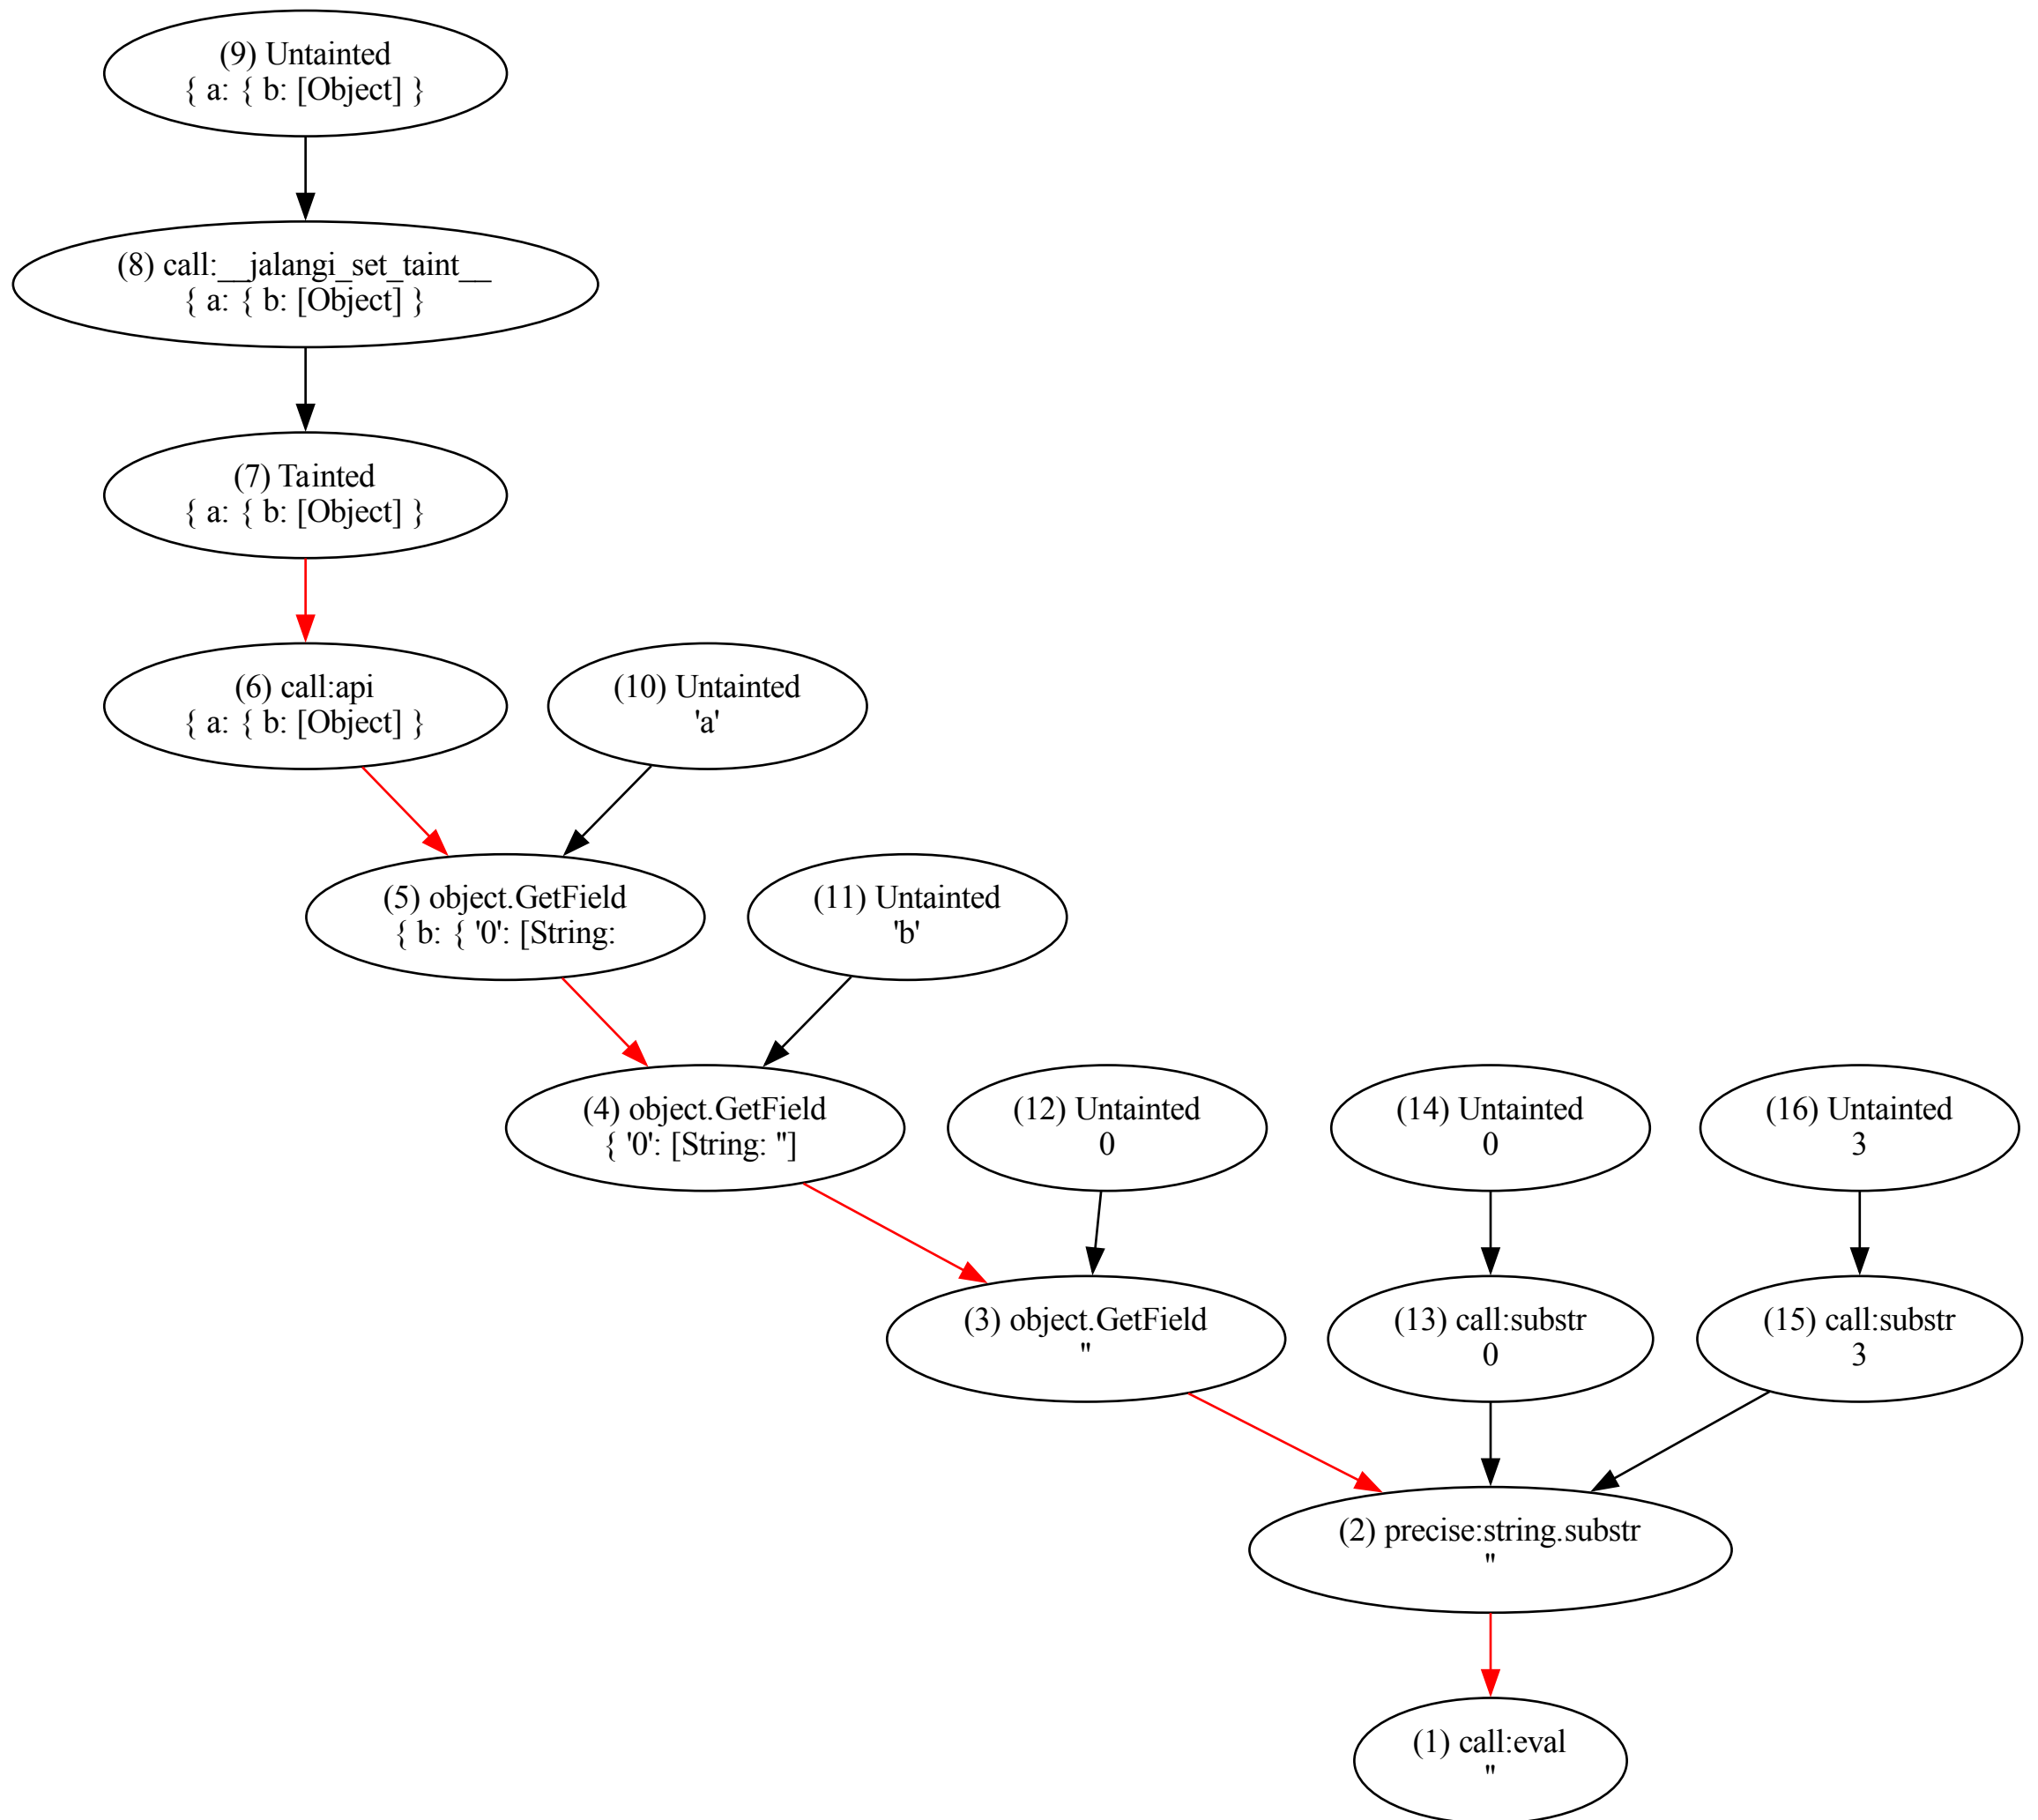 (9) Untainted
{ a: { b: [Object] }
(8) call:__jalangi_set_taint__
{ a: { b: [Object] }
(7) Tainted
{ a: { b: [Object] }
(6) call:api
{ a: { b: [Object] }
(10) Untainted
'a'
(5) object.GetField
{ b: { '0': [String:
(11) Untainted
'b'
(4) object.GetField
{ '0': [String: '']
(12) Untainted
0
(14) Untainted
0
(16) Untainted
3
(3) object.GetField
''
(13) call:substr
0
(15) call:substr
3
(2) precise:string.substr
''
(1) call:eval
''